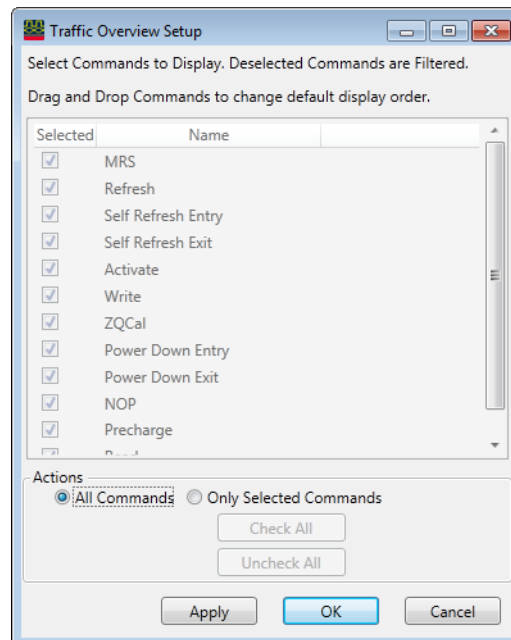 Traffic Overview Setup
Select Commands to Display. Deselected Commands are Filtered.
Drag and Drop Commands to change default display order.
Selected Name
MRS
Refresh
Self Refresh Entry
Self Refresh Exit
Activate
Write
ZQCal
Power Down Entry
Power Down Exit
NOP
Precharge
Actions
All Commands Only Selected Commands
Check All
Uncheck All
Apply OK Cancel